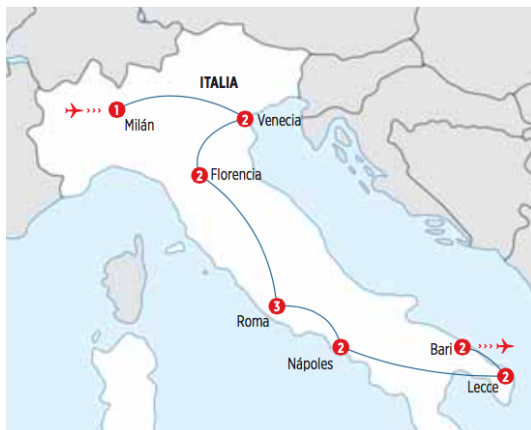 ITALIA
1
Milán
2
Venecia
2
Florencia
3
Roma
2
Nápoles
Bari
2
Lecce
2